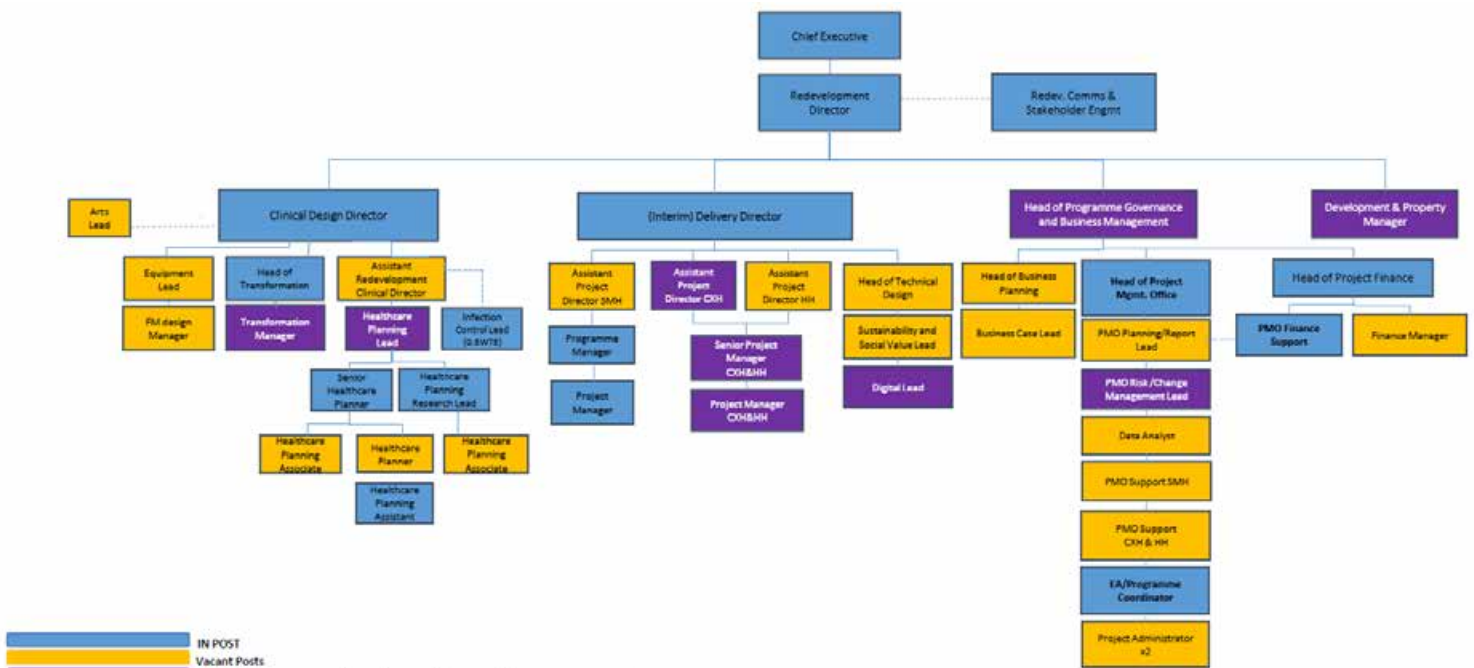 Chief Executive
Redevelopment
Director
Redev. Comms &
Stakeholder Engmt
Arts
Lead
Clinical Design Director
(Interim) Delivery Director
Head of Programme Governance
and Business Management
Development & Property
Manager
Equipment
Lead
Head of
Transformation
Assistant
Redevelopment
Clinical Director
FM design
Manager
Transformation
Manager
Healthcare
Planning
Lead
Infection
Control Lead
(0.8WTE)
Senior
Healthcare
Planner
Healthcare
Planning
Research Lead
Healthcare
Planning
Associate
Healthcare
Planner
Healthcare
Planning
Associate
Healthcare
Planning
Assistant
Assistant
Project
Director SMH
Assistant
Project
Director CXH
Assistant
Project
Director HH
Head of Technical
Design
Programme
Manager
Project
Manager
Senior Project
Manager
CXH&HH
Project Manager
CXH&HH
Sustainability and
Social Value Lead
Digital Lead
Head of Business
Planning
Business Case Lead
Head of Project
Mgmt. Office
PMO Planning/Report
Lead
PMO Risk /Change
Management Lead
Data Analyst
PMO Support SMH
PMO Support
CXH & HH
EA/Programme
Coordinator
Project Administrator
x2
Head of Project Finance
PMO Finance
Support
Finance Manager
IN POST
Vacant Posts